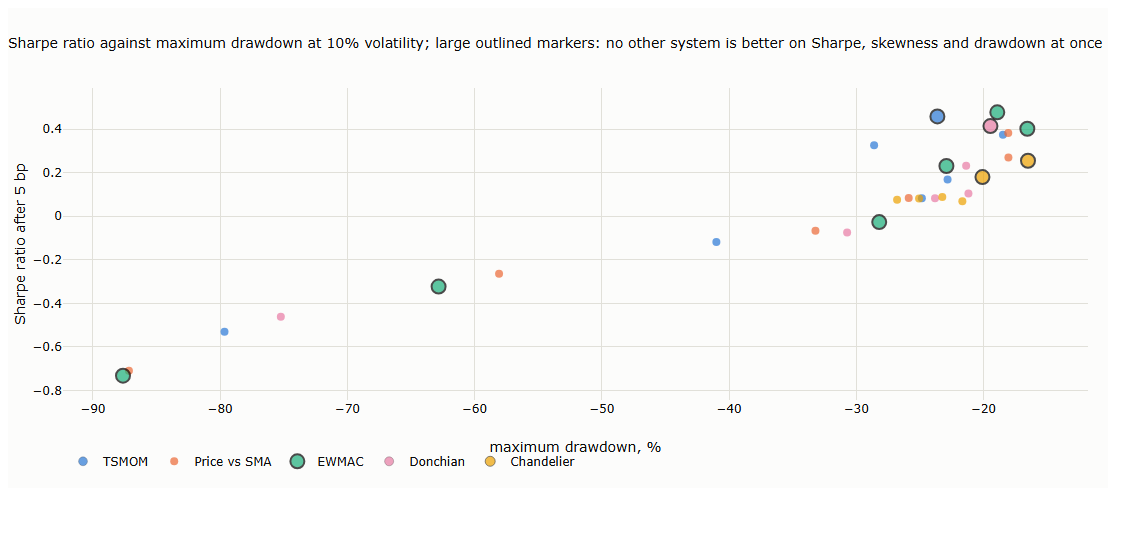 Sharpe ratio against maximum drawdown at 10% volatility; large outlined markers: no other system is better on Sharpe, skewness and drawdown at once
Sharpe ratio after 5 bp
0.4
0.2
0
−0.2
−0.4
−0.6
−0.8
−90 −80 −70 −60 −50 −40 −30 −20
maximum drawdown, %
TSMOM Price vs SMA EWMAC Donchian Chandelier